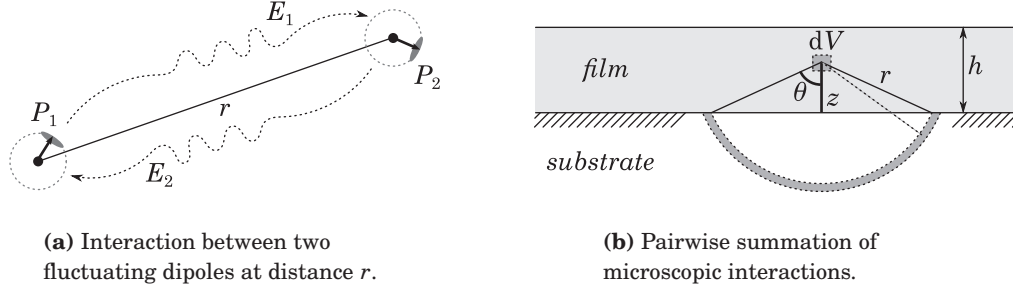 E₁
P₂
P₁
r
E₂
(a) Interaction between two
fluctuating dipoles at distance r.
dV
film
r
h
θ
z
substrate
(b) Pairwise summation of
microscopic interactions.